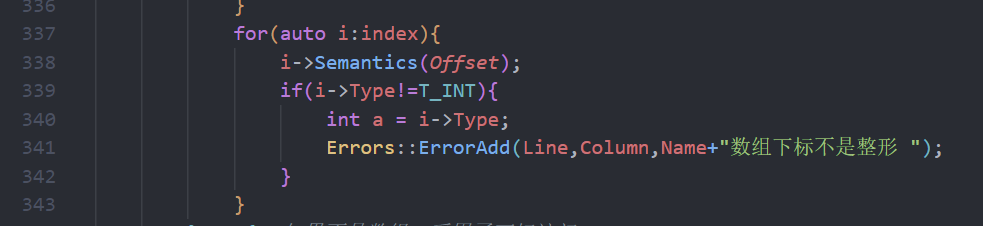 336 }
337 for(auto i:index){
338 i->Semantics(Offset);
339 if(i->Type!=T_INT){
340 int a = i->Type;
341 Errors::ErrorAdd(Line,Column,Name+"数组下标不是整形 ");
342 }
343 }